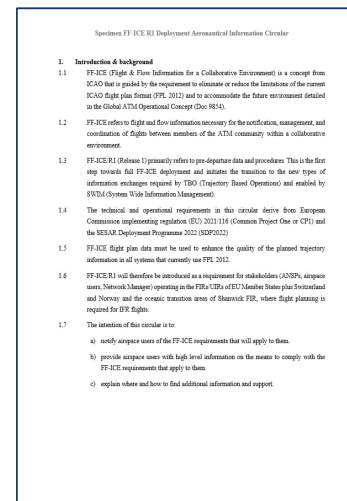 Specimen FF-ICE R1 Deployment Aeronautical Information Circular
1. Introduction & background
1.1 FF-ICE (Flight & Flow Information for a Collaborative Environment) is a concept from
ICAO that is guided by the requirement to eliminate or reduce the limitations of the current
ICAO flight plan format (FPL 2012) and to accommodate the future environment detailed
in the Global ATM Operational Concept (Doc 9854).
1.2 FF-ICE refers to flight and flow information necessary for the notification, management, and
coordination of flights between members of the ATM community within a collaborative
environment.
1.3 FF-ICE/R1 (Release 1) primarily refers to pre-departure data and procedures. This is the first
step towards full FF-ICE deployment and initiates the transition to the new types of
information exchanges required by TBO (Trajectory Based Operations) and enabled by
SWIM (System Wide Information Management).
1.4 The technical and operational requirements in this circular derive from European
Commission implementing regulation (EU) 2021/116 (Common Project One or CP1) and
the SESAR Deployment Programme 2022 (SDP2022)
1.5 FF-ICE flight plan data must be used to enhance the quality of the planned trajectory
information in all systems that currently use FPL 2012.
1.6 FF-ICE/R1 will therefore be introduced as a requirement for stakeholders (ANSPs, airspace
users, Network Manager) operating in the FIRs/UIRs of EU Member States plus Switzerland
and Norway and the oceanic transition areas of Shanwick FIR, where flight planning is
required for IFR flights.
1.7 The intention of this circular is to:
a) notify airspace users of the FF-ICE requirements that will apply to them.
b) provide airspace users with high level information on the means to comply with the
FF-ICE requirements that apply to them.
c) explain where and how to find additional information and support.